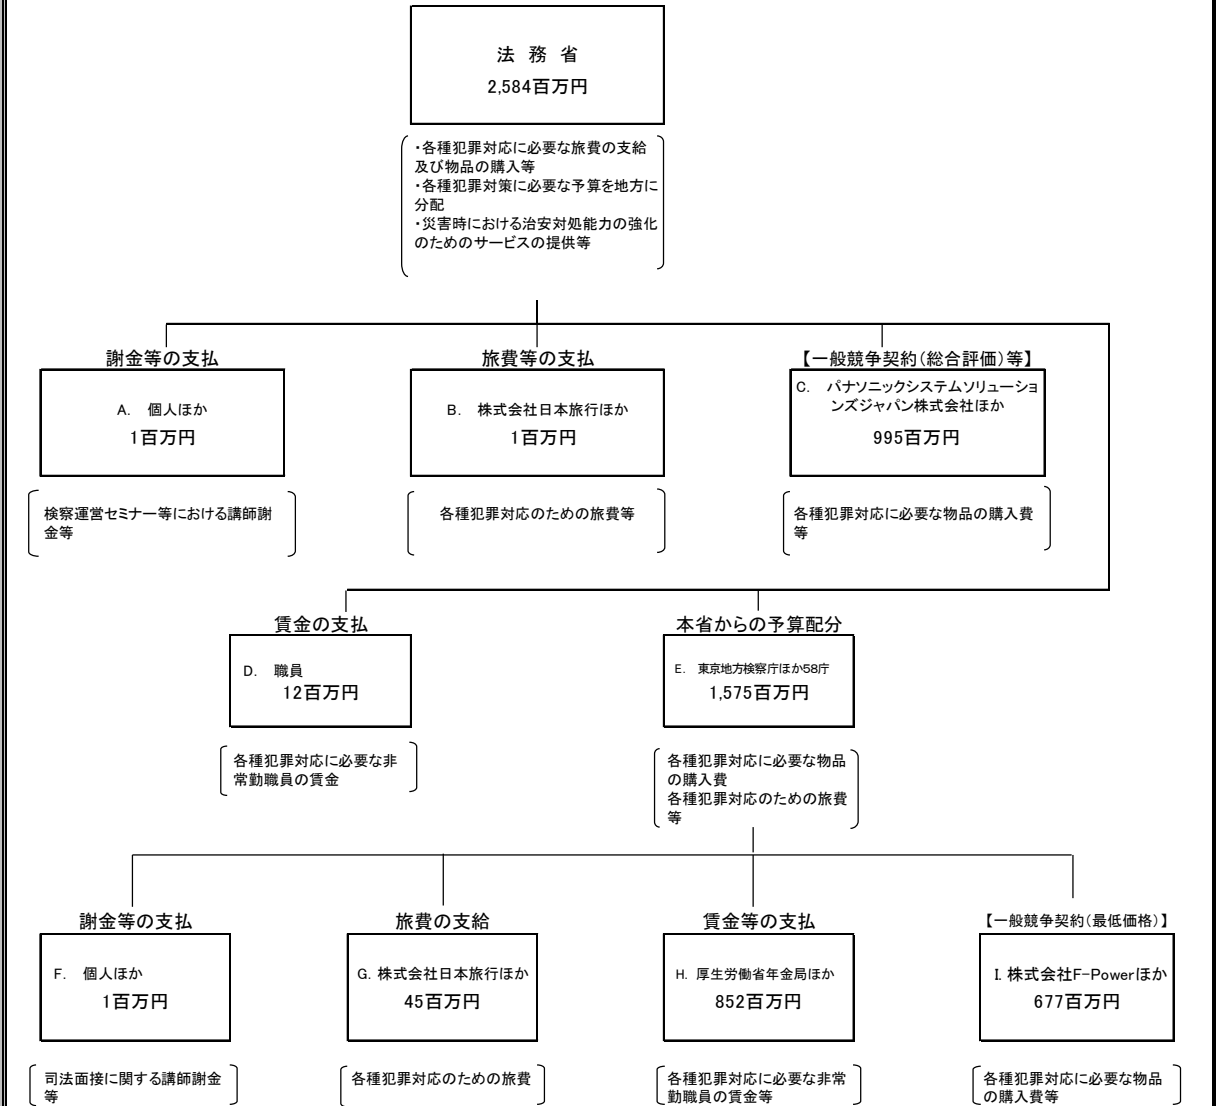 法 務 省
2,584百万円
・各種犯罪対応に必要な旅費の支給
及び物品の購入等
・各種犯罪対策に必要な予算を地方に
分配
・災害時における治安対処能力の強化
のためのサービスの提供等
謝金等の支払
旅費等の支払
【一般競争契約(総合評価)等】
A. 個人ほか
1百万円
B. 株式会社日本旅行ほか
1百万円
C. パナソニックシステムソリューショ
ンズジャパン株式会社ほか
995百万円
検察運営セミナー等における講師謝
金等
各種犯罪対応のための旅費等
各種犯罪対応に必要な物品の購入費
等
賃金の支払
本省からの予算配分
D. 職員
12百万円
E. 東京地方検察庁ほか58庁
1,575百万円
各種犯罪対応に必要な非
常勤職員の賃金
各種犯罪対応に必要な物品
の購入費
各種犯罪対応のための旅費
等
謝金等の支払
旅費の支給
賃金等の支払
【一般競争契約(最低価格)】
F. 個人ほか
1百万円
G. 株式会社日本旅行ほか
45百万円
H. 厚生労働省年金局ほか
852百万円
I. 株式会社F-Powerほか
677百万円
司法面接に関する講師謝金
等
各種犯罪対応のための旅費
各種犯罪対応に必要な非常
勤職員の賃金等
各種犯罪対応に必要な物品
の購入費等